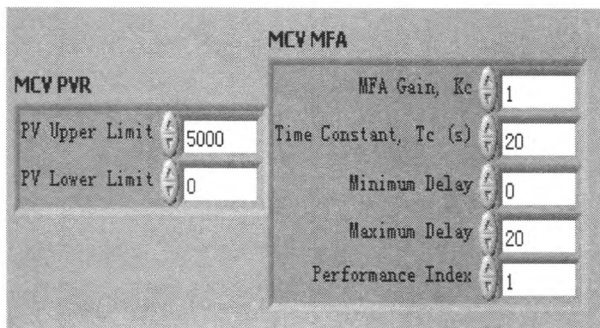 MCV PVR
PV Upper Limit 5000
PV Lower Limit 0
MCV MFA
MFA Gain, Kc 1
Time Constant, Tc (s) 20
Minimum Delay 0
Maximum Delay 20
Performance Index 1